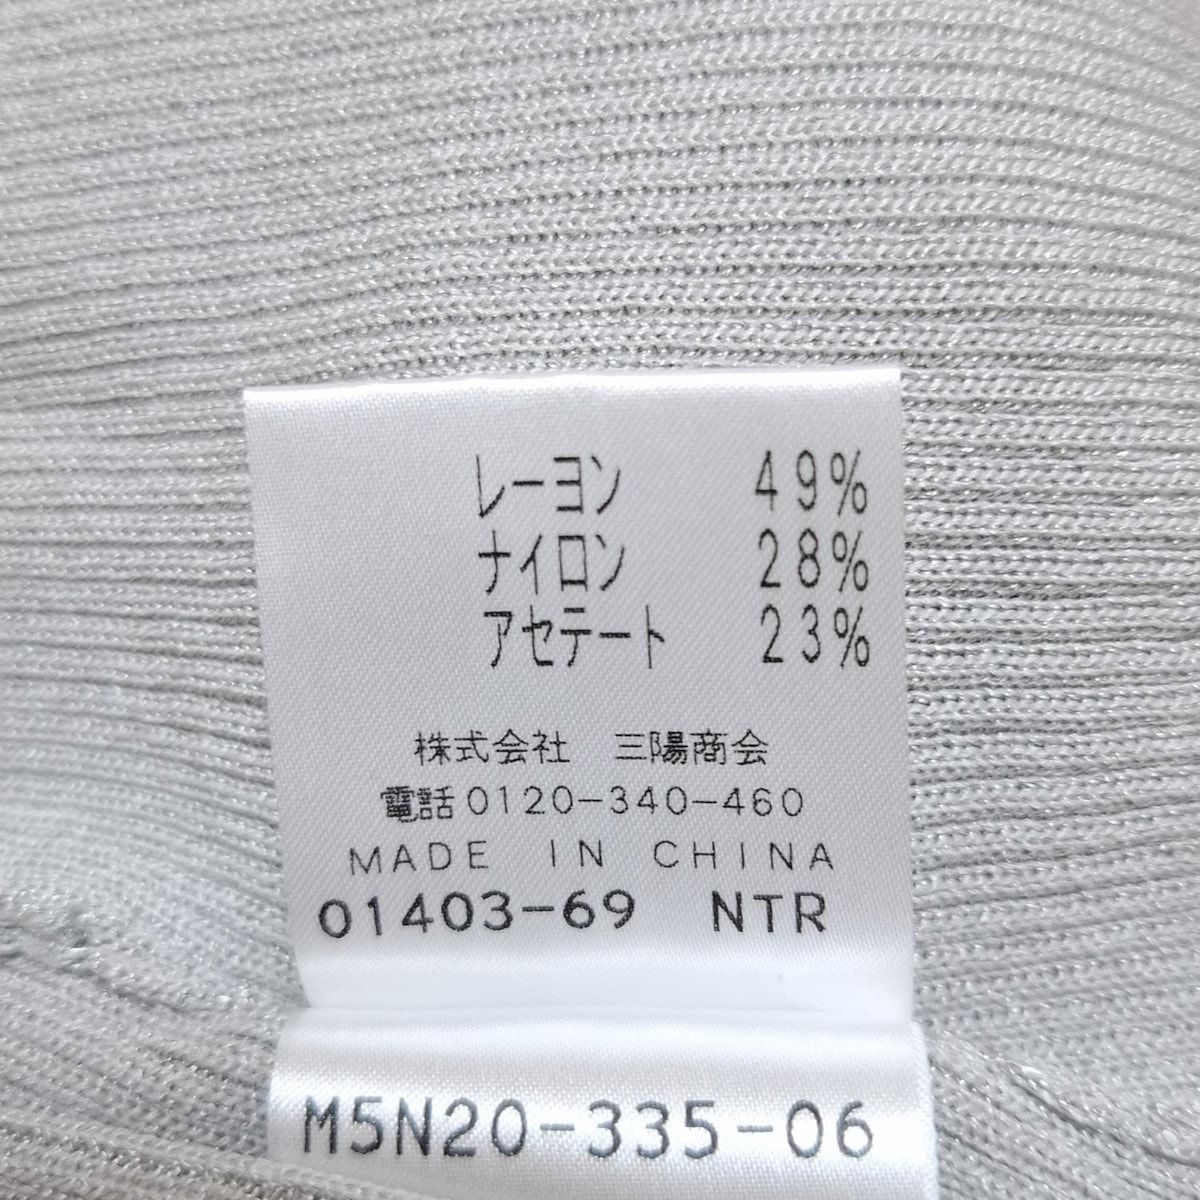 レーヨン 49%
ナイロン 28%
アセテート 23%
株式会社 三陽商会
電話0120-340-460
MADE IN CHINA
01403-69 NTR
M5N20-335-06